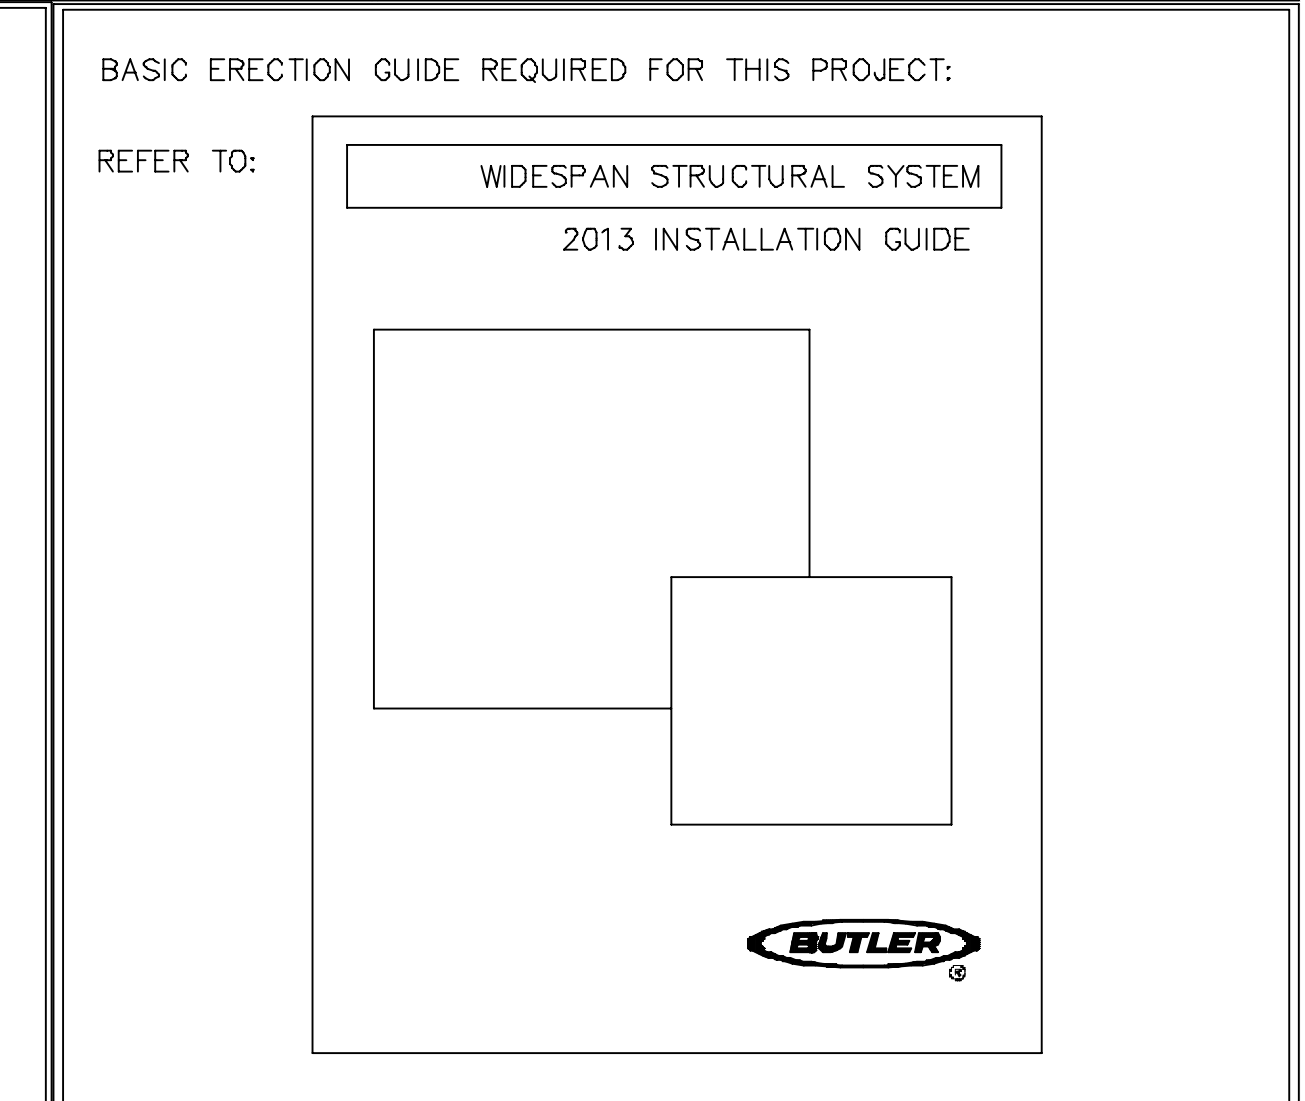 BASIC ERECTION GUIDE REQUIRED FOR THIS PROJECT:
REFER TO:
WIDESPAN STRUCTURAL SYSTEM
2013 INSTALLATION GUIDE
BUTLER
®